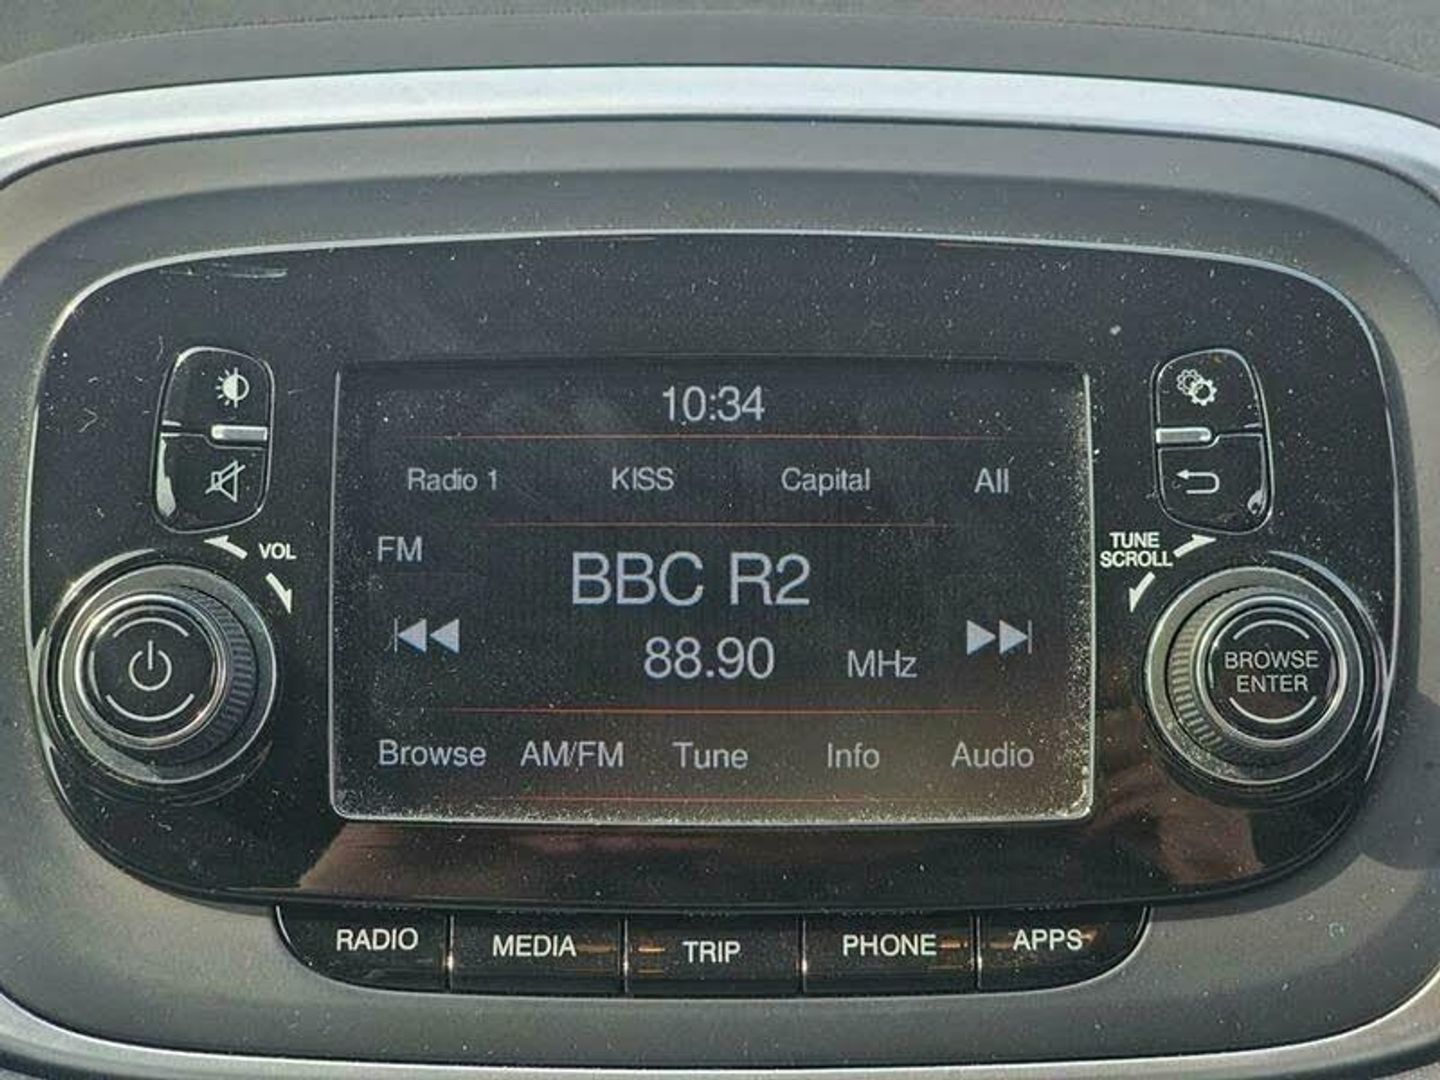 10:34
Radio 1 KISS Capital All
VOL
TUNE
SCROLL
FM
BBC R2
88.90 MHz
BROWSE
ENTER
Browse AM/FM Tune Info Audio
RADIO MEDIA TRIP PHONE APPS